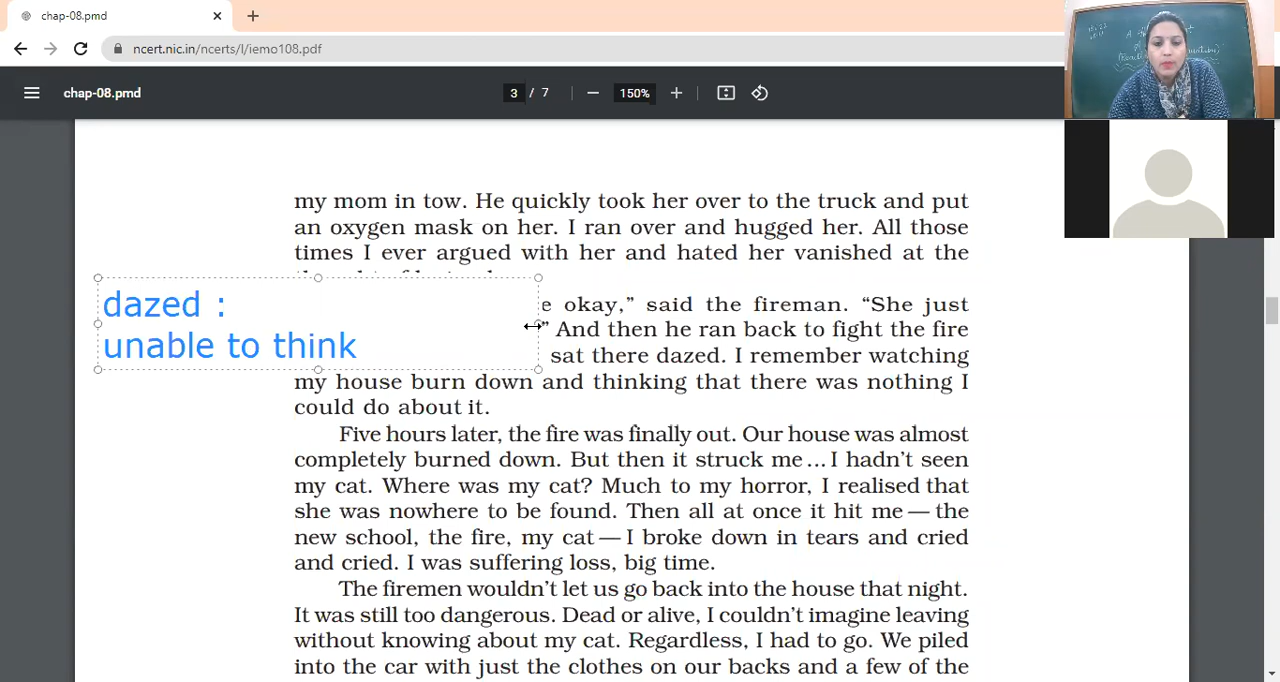 chap-08.pmd
ncert.nic.in/ncerts/l/iemo108.pdf
chap-08.pmd
3 / 7
150%
my mom in tow. He quickly took her over to the truck and put
an oxygen mask on her. I ran over and hugged her. All those
times I ever argued with her and hated her vanished at the
dazed :
unable to think
e okay,” said the fireman. “She just
” And then he ran back to fight the fire
sat there dazed. I remember watching
my house burn down and thinking that there was nothing I
could do about it.
Five hours later, the fire was finally out. Our house was almost
completely burned down. But then it struck me ... I hadn’t seen
my cat. Where was my cat? Much to my horror, I realised that
she was nowhere to be found. Then all at once it hit me — the
new school, the fire, my cat — I broke down in tears and cried
and cried. I was suffering loss, big time.
The firemen wouldn’t let us go back into the house that night.
It was still too dangerous. Dead or alive, I couldn’t imagine leaving
without knowing about my cat. Regardless, I had to go. We piled
into the car with just the clothes on our backs and a few of the